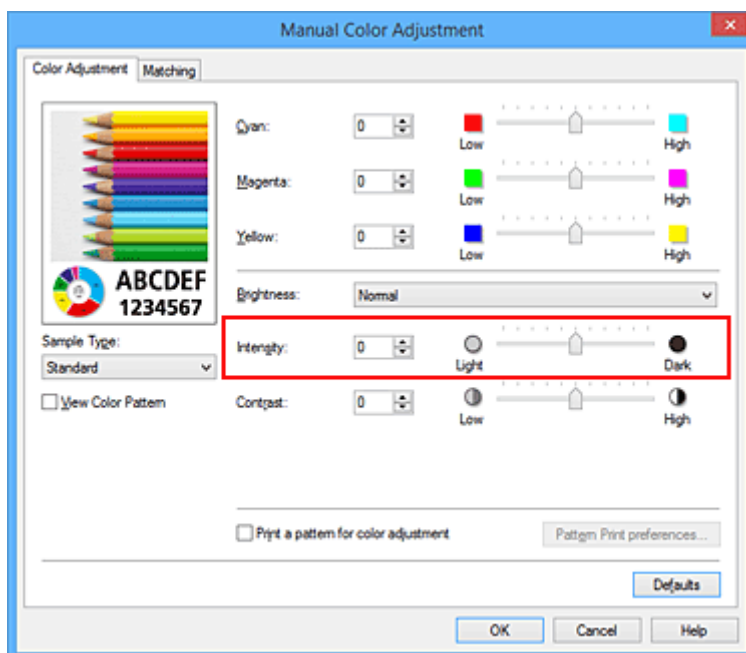 Manual Color Adjustment
Color Adjustment Matching
Cyan: 0 Low High
Magenta: 0 Low High
Yellow: 0 Low High
ABCDEF
1234567
Brightness: Normal
Sample Type:
Standard
Intensity: 0 Light Dark
View Color Pattern
Contrast: 0 Low High
Print a pattern for color adjustment Pattern Print preferences...
Defaults
OK Cancel Help